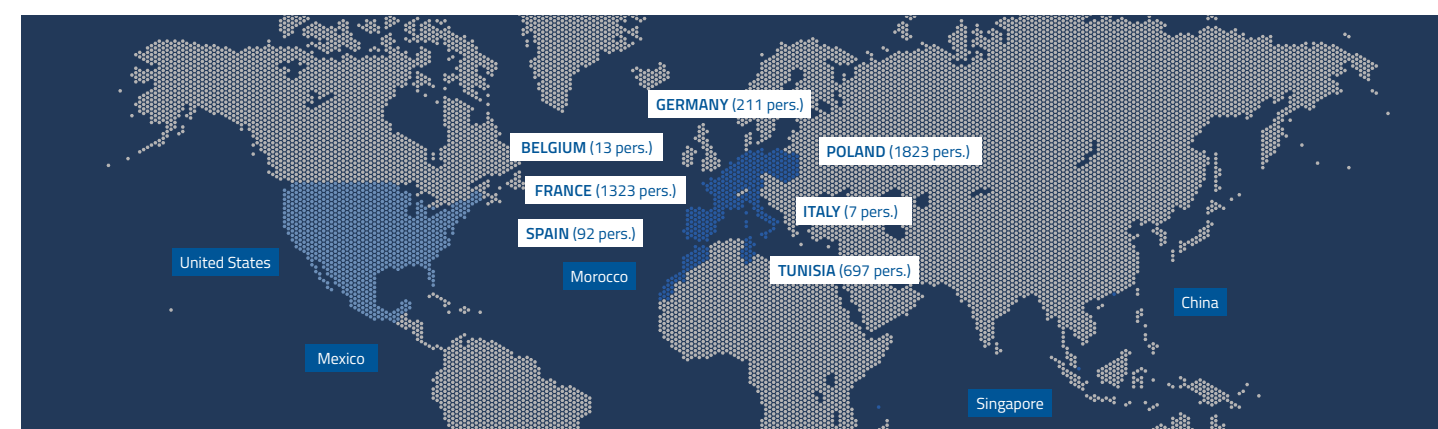 GERMANY (211 pers.)
BELGIUM (13 pers.)
POLAND (1823 pers.)
FRANCE (1323 pers.)
ITALY (7 pers.)
SPAIN (92 pers.)
United States
Morocco
TUNISIA (697 pers.)
China
Mexico
Singapore